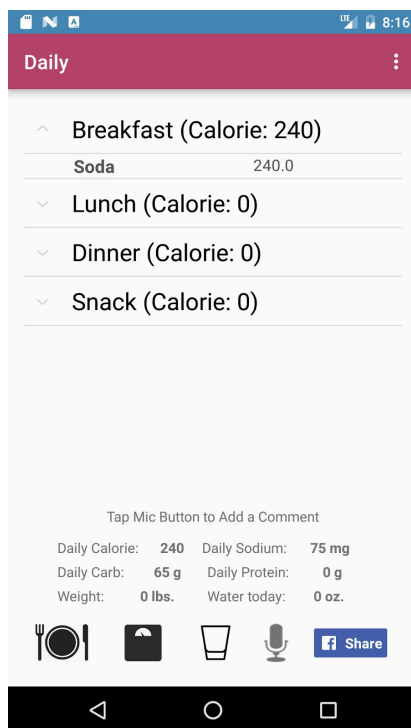 LTE 8:16
Daily
Breakfast (Calorie: 240)
Soda 240.0
Lunch (Calorie: 0)
Dinner (Calorie: 0)
Snack (Calorie: 0)
Tap Mic Button to Add a Comment
Daily Calorie: 240 Daily Sodium: 75 mg
Daily Carb: 65 g Daily Protein: 0 g
Weight: 0 lbs. Water today: 0 oz.
Share